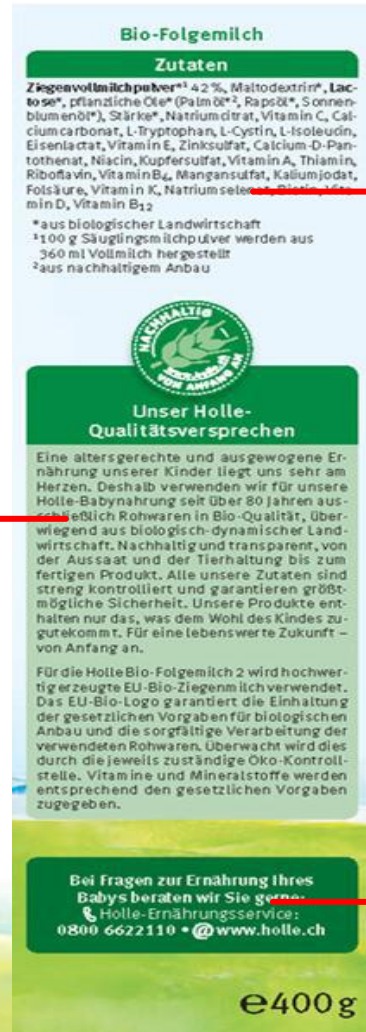 Bio-Folgemilch
Zutaten
Ziegenvollmilchpulver*¹ 42%, Maltodextrin*, Lac-
tose*, pflanzliche Öle* (Palmöl*², Rapsöl*, Sonnen-
blumenöl*), Stärke*, Natriumcitrat, Vitamin C, Cal-
ciumcarbonat, L-Tryptophan, L-Cystin, L-Isoleucin,
Eisenlactat, Vitamin E, Zinksulfat, Calcium-D-Pan-
tothenat, Niacin, Kupfersulfat, Vitamin A, Thiamin,
Riboflavin, Vitamin B₆, Mangansulfat, Kaliumjodat,
Folsäure, Vitamin K, Natriumselenat, Biotin, Vita-
min D, Vitamin B₁₂
*aus biologischer Landwirtschaft
¹100 g Säuglingsmilchpulver werden aus
360 ml Vollmilch hergestellt
²aus nachhaltigem Anbau
NACHHALTIG
VON ANFANG AN
Unser Holle-
Qualitätsversprechen
Eine altersgerechte und ausgewogene Er-
nährung unserer Kinder liegt uns sehr am
Herzen. Deshalb verwenden wir für unsere
Holle-Babynahrung seit über 80 Jahren aus-
schließlich Rohwaren in Bio-Qualität, über-
wiegend aus biologisch-dynamischer Land-
wirtschaft. Nachhaltig und transparent, von
der Aussaat und der Tierhaltung bis zum
fertigen Produkt. Alle unsere Zutaten sind
streng kontrolliert und garantieren größt-
mögliche Sicherheit. Unsere Produkte ent-
halten nur das, was dem Wohl des Kindes zu-
gutekommt. Für eine lebenswerte Zukunft –
von Anfang an.
Für die Holle Bio-Folgemilch 2 wird hochwer-
tig erzeugte EU-Bio-Ziegenmilch verwendet.
Das EU-Bio-Logo garantiert die Einhaltung
der gesetzlichen Vorgaben für biologischen
Anbau und die sorgfältige Verarbeitung der
verwendeten Rohwaren. Überwacht wird dies
durch die jeweils zuständige Öko-Kontroll-
stelle. Vitamine und Mineralstoffe werden
entsprechend den gesetzlichen Vorgaben
zugegeben.
Bei Fragen zur Ernährung Ihres
Babys beraten wir Sie gerne:
Holle-Ernährungsservice:
0800 6622110 • @ www.holle.ch
℮400 g